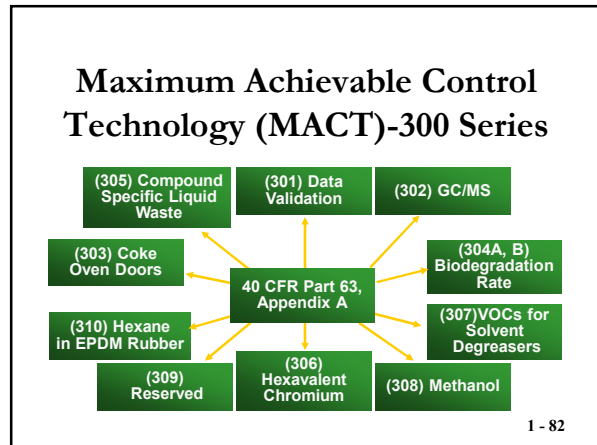 Maximum Achievable Control
Technology (MACT)-300 Series
(305) Compound
Specific Liquid
Waste
(301) Data
Validation
(302) GC/MS
(303) Coke
Oven Doors
40 CFR Part 63,
Appendix A
(304A, B)
Biodegradation
Rate
(310) Hexane
in EPDM Rubber
(307)VOCs for
Solvent
Degreasers
(309)
Reserved
(306)
Hexavalent
Chromium
(308) Methanol
1 - 82